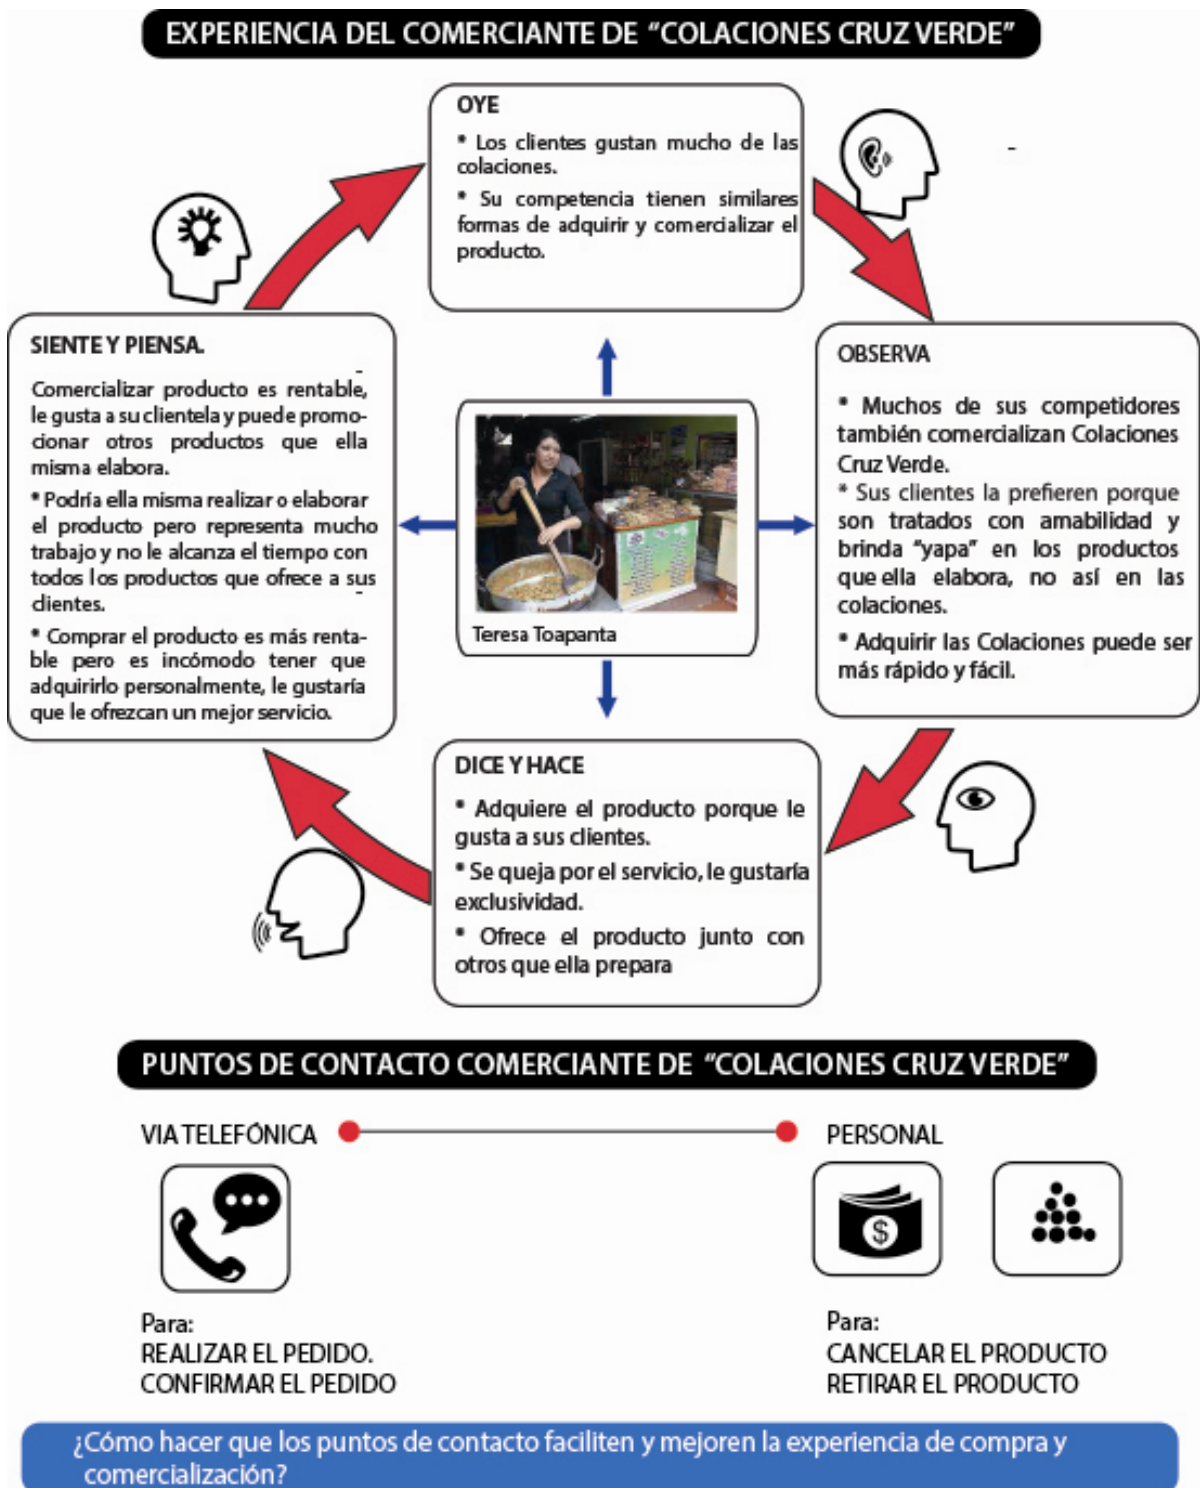 EXPERIENCIA DEL COMERCIANTE DE “COLACIONES CRUZ VERDE”
OYE
* Los clientes gustan mucho de las
colaciones.
* Su competencia tienen similares
formas de adquirir y comercializar el
producto.
SIENTE Y PIENSA.
Comercializar producto es rentable,
le gusta a su clientela y puede promo-
cionar otros productos que ella
misma elabora.
* Podría ella misma realizar o elaborar
el producto pero representa mucho
trabajo y no le alcanza el tiempo con
todos los productos que ofrece a sus
clientes.
* Comprar el producto es más renta-
ble pero es incómodo tener que
adquirirlo personalmente, le gustaría
que le ofrezcan un mejor servicio.
Teresa Toapanta
OBSERVA
* Muchos de sus competidores
también comercializan Colaciones
Cruz Verde.
* Sus clientes la prefieren porque
son tratados con amabilidad y
brinda “yapa” en los productos
que ella elabora, no así en las
colaciones.
* Adquirir las Colaciones puede ser
más rápido y fácil.
DICE Y HACE
* Adquiere el producto porque le
gusta a sus clientes.
* Se queja por el servicio, le gustaría
exclusividad.
* Ofrece el producto junto con
otros que ella prepara
PUNTOS DE CONTACTO COMERCIANTE DE “COLACIONES CRUZ VERDE”
VIA TELEFÓNICA
Para:
REALIZAR EL PEDIDO.
CONFIRMAR EL PEDIDO
PERSONAL
$
Para:
CANCELAR EL PRODUCTO
RETIRAR EL PRODUCTO
¿Cómo hacer que los puntos de contacto faciliten y mejoren la experiencia de compra y
comercialización?